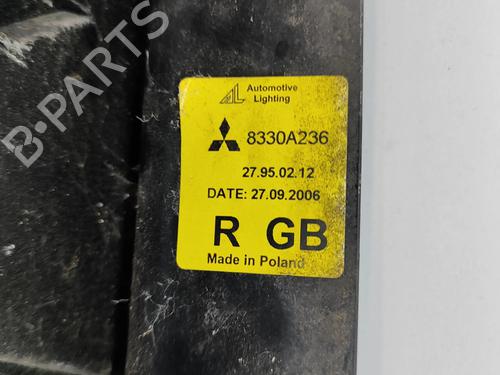 Automotive
Lighting
8330A236
27.95.02.12
DATE: 27.09.2006
R GB
Made in Poland
B-PARTS